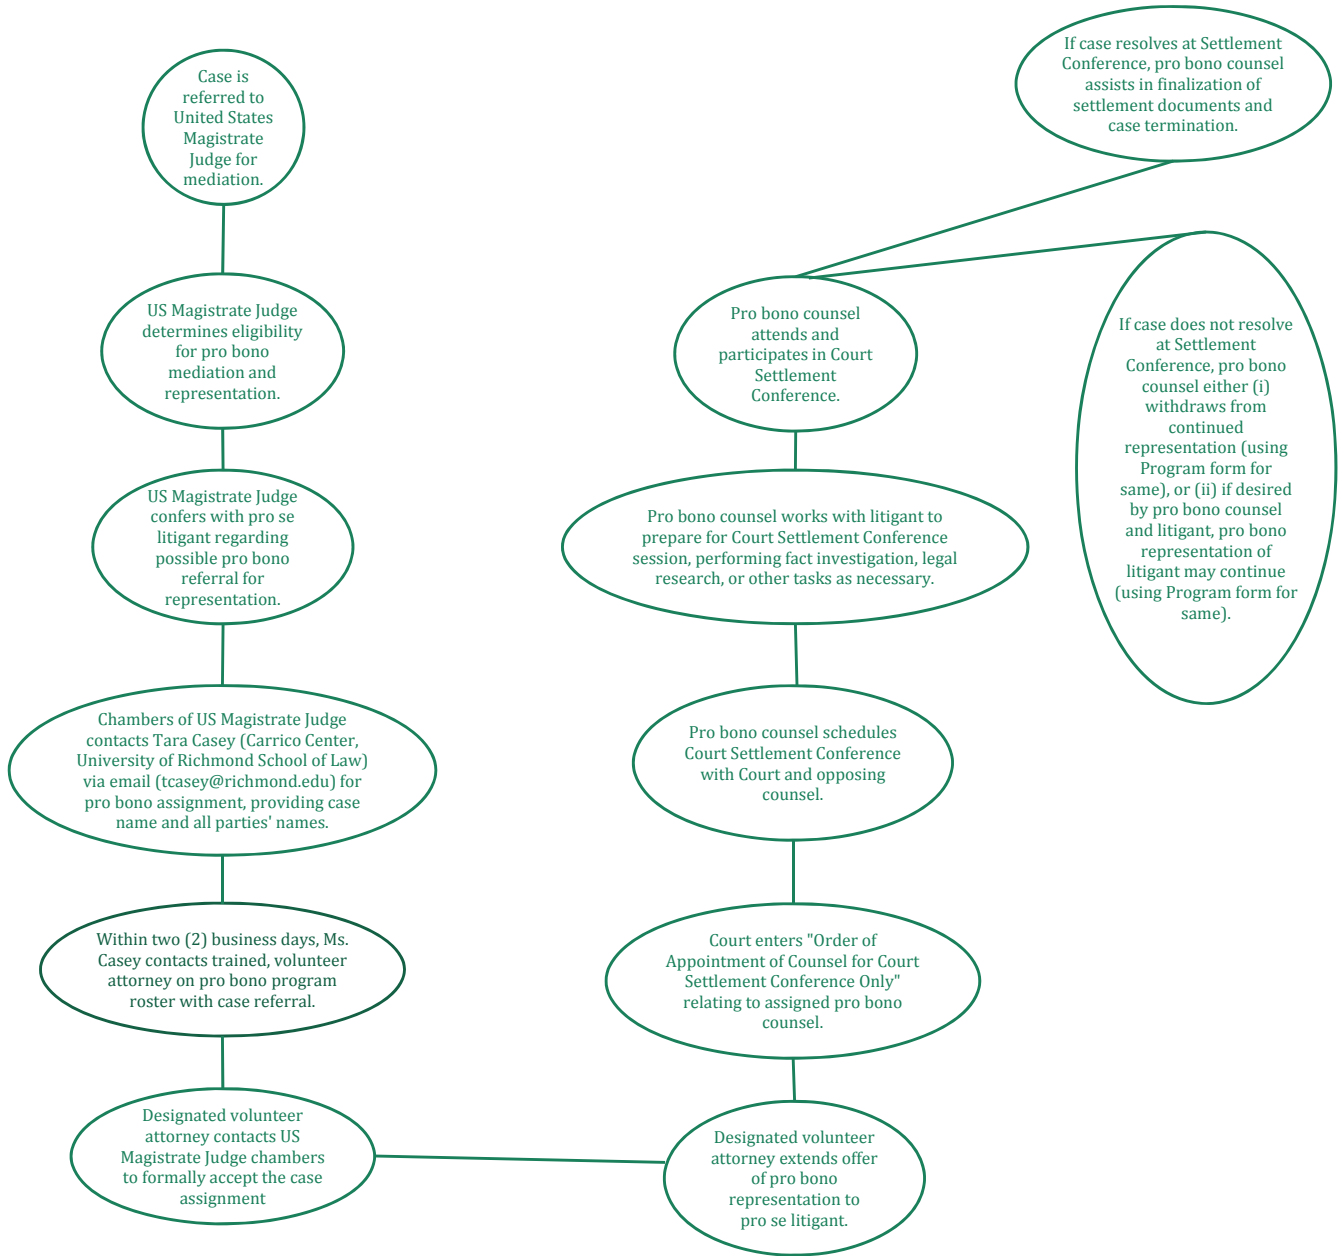 Case is
referred to
United States
Magistrate
Judge for
mediation.
US Magistrate Judge
determines eligibility
for pro bono
mediation and
representation.
US Magistrate Judge
confers with pro se
litigant regarding
possible pro bono
referral for
representation.
Chambers of US Magistrate Judge
contacts Tara Casey (Carrico Center,
University of Richmond School of Law)
via email (tcasey@richmond.edu) for
pro bono assignment, providing case
name and all parties' names.
Within two (2) business days, Ms.
Casey contacts trained, volunteer
attorney on pro bono program
roster with case referral.
Designated volunteer
attorney contacts US
Magistrate Judge chambers
to formally accept the case
assignment
Designated volunteer
attorney extends offer
of pro bono
representation to
pro se litigant.
Court enters "Order of
Appointment of Counsel for Court
Settlement Conference Only"
relating to assigned pro bono
counsel.
Pro bono counsel schedules
Court Settlement Conference
with Court and opposing
counsel.
Pro bono counsel works with litigant to
prepare for Court Settlement Conference
session, performing fact investigation, legal
research, or other tasks as necessary.
Pro bono counsel
attends and
participates in Court
Settlement
Conference.
If case resolves at Settlement
Conference, pro bono counsel
assists in finalization of
settlement documents and
case termination.
If case does not resolve
at Settlement
Conference, pro bono
counsel either (i)
withdraws from
continued
representation (using
Program form for
same), or (ii) if desired
by pro bono counsel
and litigant, pro bono
representation of
litigant may continue
(using Program form for
same).